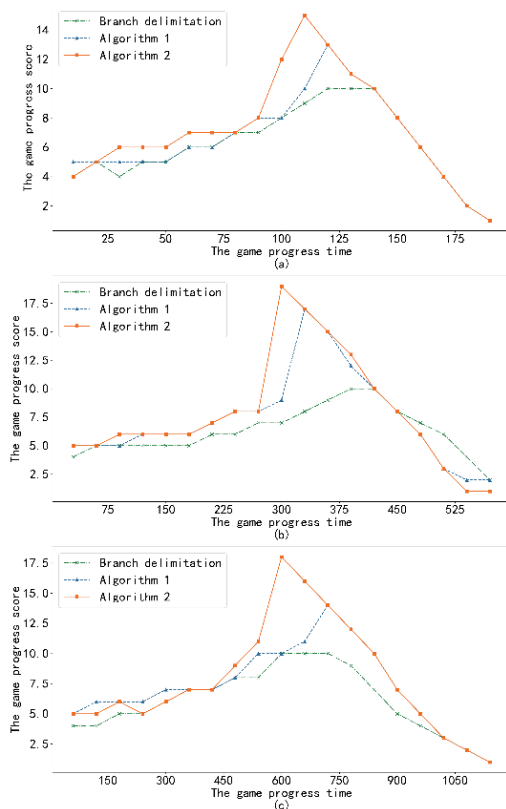 Branch delimitation
Algorithm 1
Algorithm 2
The game progress score
14
12
10
8
6
4
2
25 50 75 100 125 150 175
The game progress time
(a)
Branch delimitation
Algorithm 1
Algorithm 2
The game progress score
17.5
15.0
12.5
10.0
7.5
5.0
2.5
75 150 225 300 375 450 525
The game progress time
(b)
Branch delimitation
Algorithm 1
Algorithm 2
The game progress score
17.5
15.0
12.5
10.0
7.5
5.0
2.5
150 300 450 600 750 900 1050
The game progress time
(c)